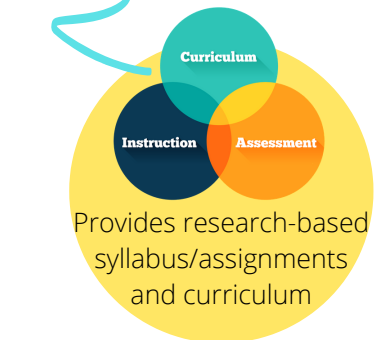 Curriculum
Instruction Assessment
Provides research-based
syllabus/assignments
and curriculum